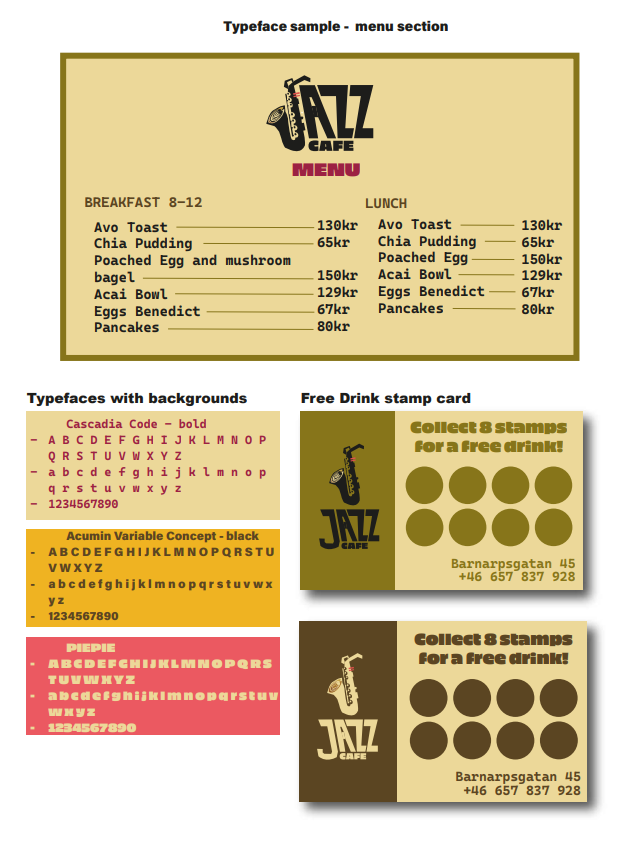 Typeface sample - menu section
JAZZ
CAFE
MENU
BREAKFAST 8–12
Avo Toast 130kr
Chia Pudding 65kr
Poached Egg and mushroom
bagel 150kr
Acai Bowl 129kr
Eggs Benedict 67kr
Pancakes 80kr
LUNCH
Avo Toast 130kr
Chia Pudding 65kr
Poached Egg 150kr
Acai Bowl 129kr
Eggs Benedict 67kr
Pancakes 80kr
Typefaces with backgrounds
Cascadia Code – bold
– A B C D E F G H I J K L M N O P
Q R S T U V W X Y Z
– a b c d e f g h i j k l m n o p
q r s t u v w x y z
– 1234567890
Acumin Variable Concept - black
- A B C D E F G H I J K L M N O P Q R S T U
V W X Y Z
- a b c d e f g h i j k l m n o p q r s t u v w x
y z
- 1234567890
PIEPIE
- A B C D E F G H I J K L M N O P Q R S
T U V W X Y Z
- a b c d e f g h i j k l m n o p q r s t u v
w x y z
- 1234567890
Free Drink stamp card
Collect 8 stamps
for a free drink!
JAZZ
CAFE
Barnarpsgatan 45
+46 657 837 928
Collect 8 stamps
for a free drink!
JAZZ
CAFE
Barnarpsgatan 45
+46 657 837 928